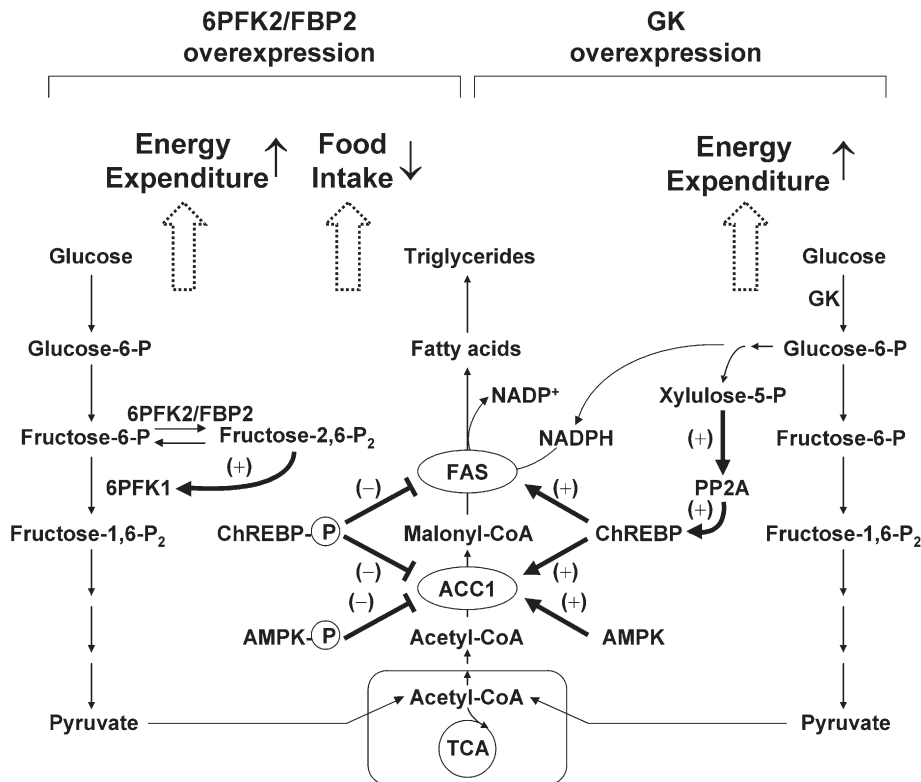 6PFK2/FBP2
overexpression
GK
overexpression
Energy
Expenditure ↑
Food
Intake ↓
Energy
Expenditure ↑
Glucose
Triglycerides
Glucose
GK
Glucose-6-P
Fatty acids
Glucose-6-P
6PFK2/FBP2
NADP⁺
Xylulose-5-P
Fructose-6-P
Fructose-2,6-P₂
NADPH
(+)
Fructose-6-P
(+)
6PFK1
FAS
PP2A
(−)
(+)
(+)
Fructose-1,6-P₂
ChREBP-P
Malonyl-CoA
ChREBP
Fructose-1,6-P₂
(−)
(+)
(−)
ACC1
(+)
AMPK-P
Acetyl-CoA
AMPK
Pyruvate
Acetyl-CoA
Pyruvate
TCA